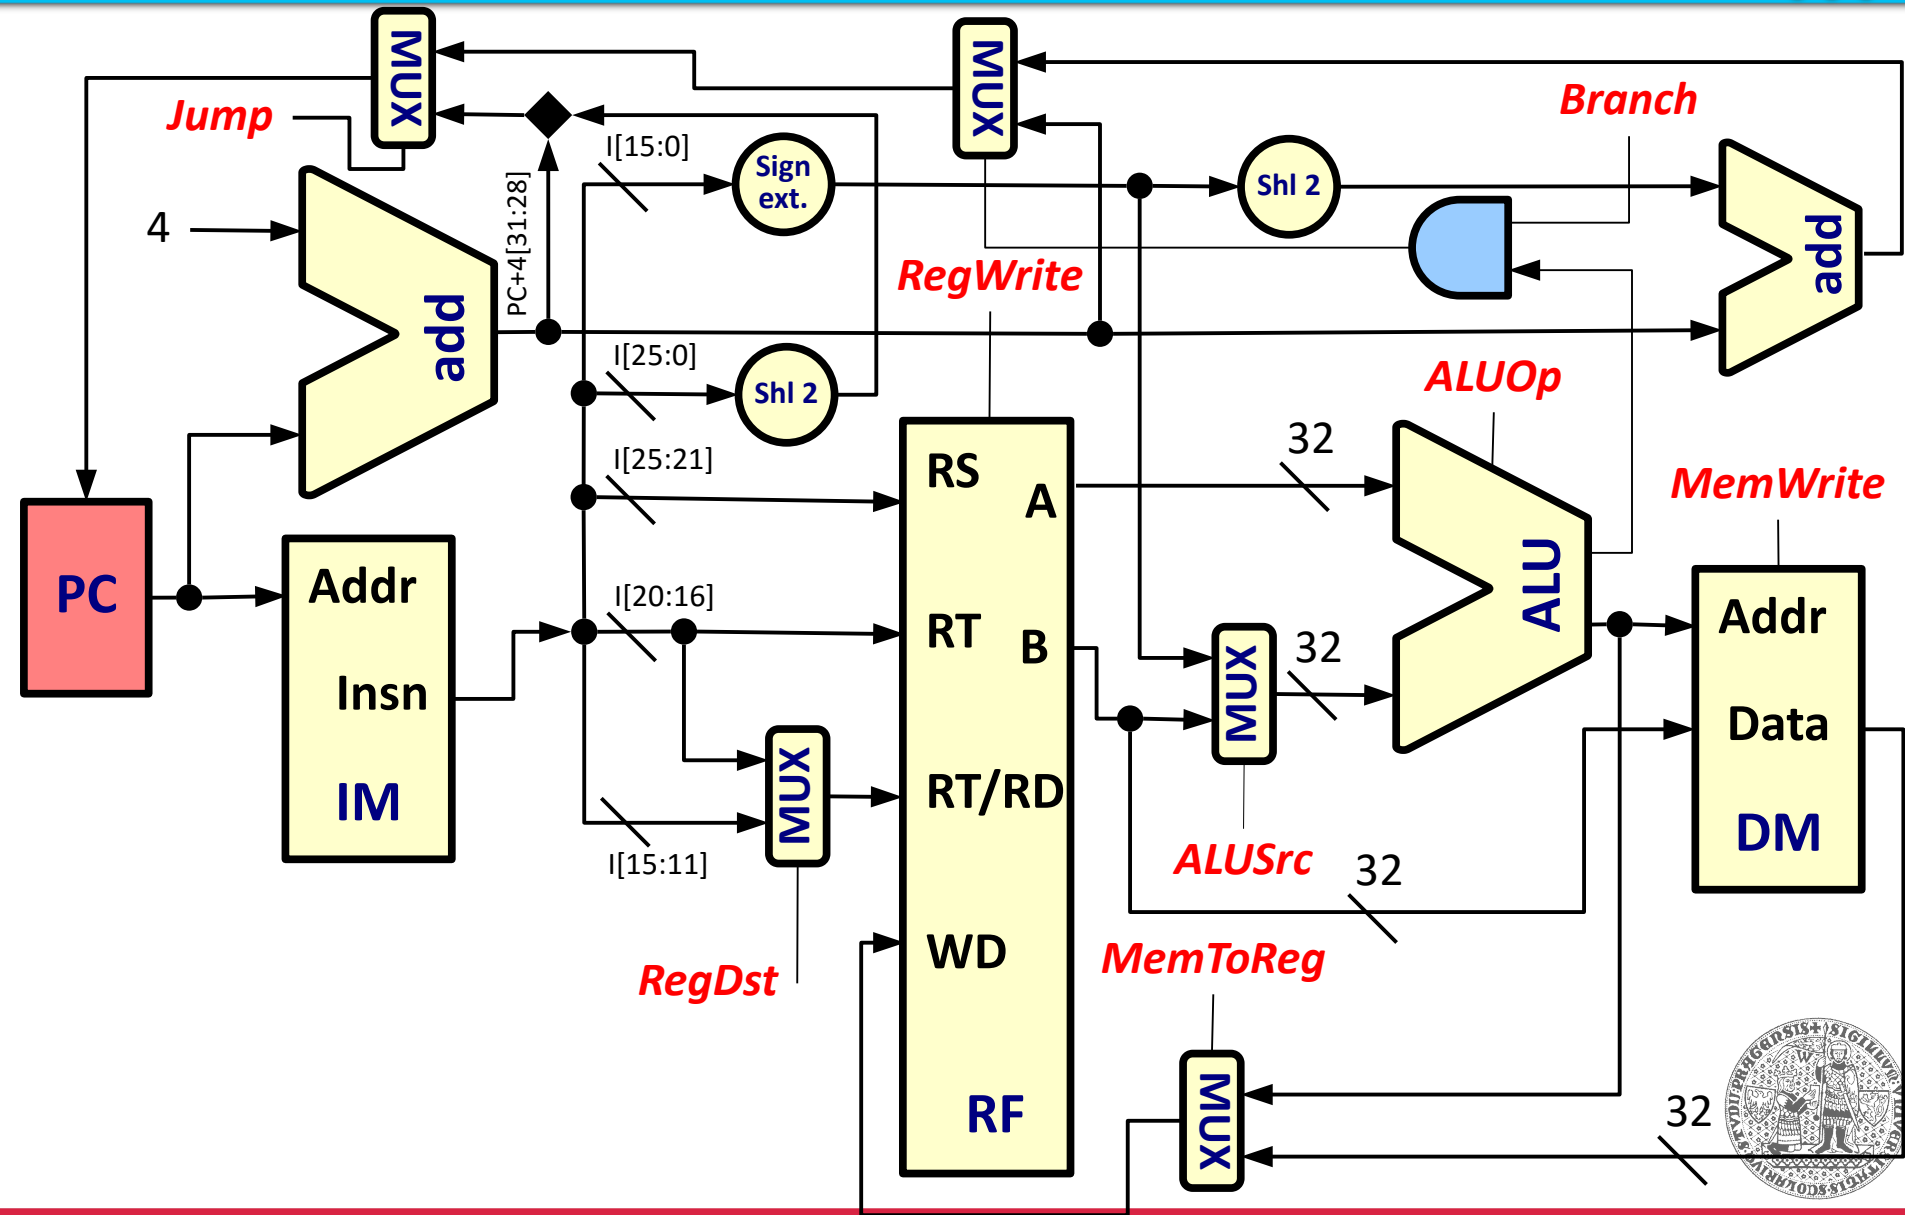 MUX
MUX
Jump
Branch
I[15:0]
Sign
ext.
Shl 2
PC+4[31:28]
4
add
add
RegWrite
I[25:0]
Shl 2
ALUOp
I[25:21]
32
RS
A
MemWrite
PC
Addr
Insn
IM
I[20:16]
RT
B
MUX
32
ALU
Addr
Data
DM
MUX
RT/RD
I[15:11]
ALUSrc
32
WD
RegDst
MemToReg
RF
MUX
32